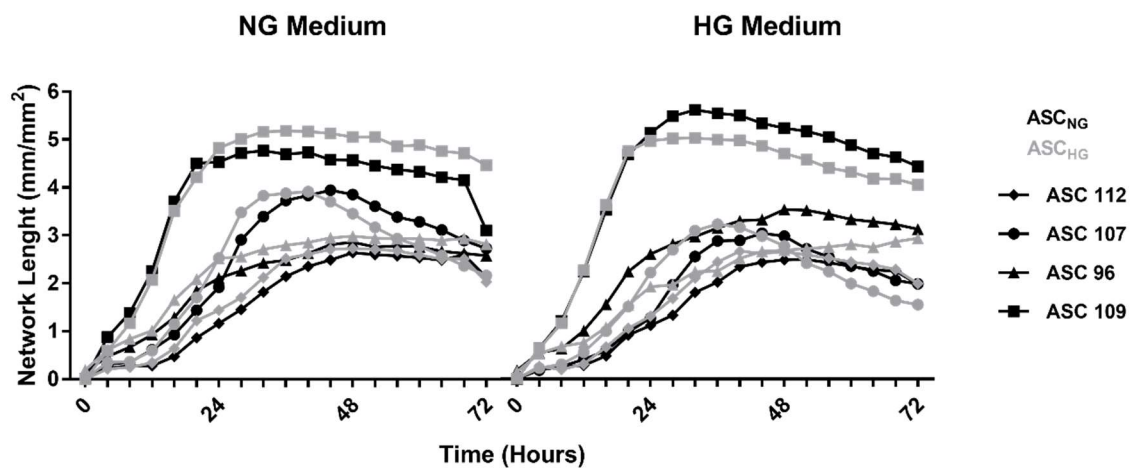 NG Medium
HG Medium
Network Lenght (mm/mm²)
6
5
4
3
2
1
0
0
24
48
72
0
24
48
72
Time (Hours)
ASC_NG
ASC_HG
ASC 112
ASC 107
ASC 96
ASC 109